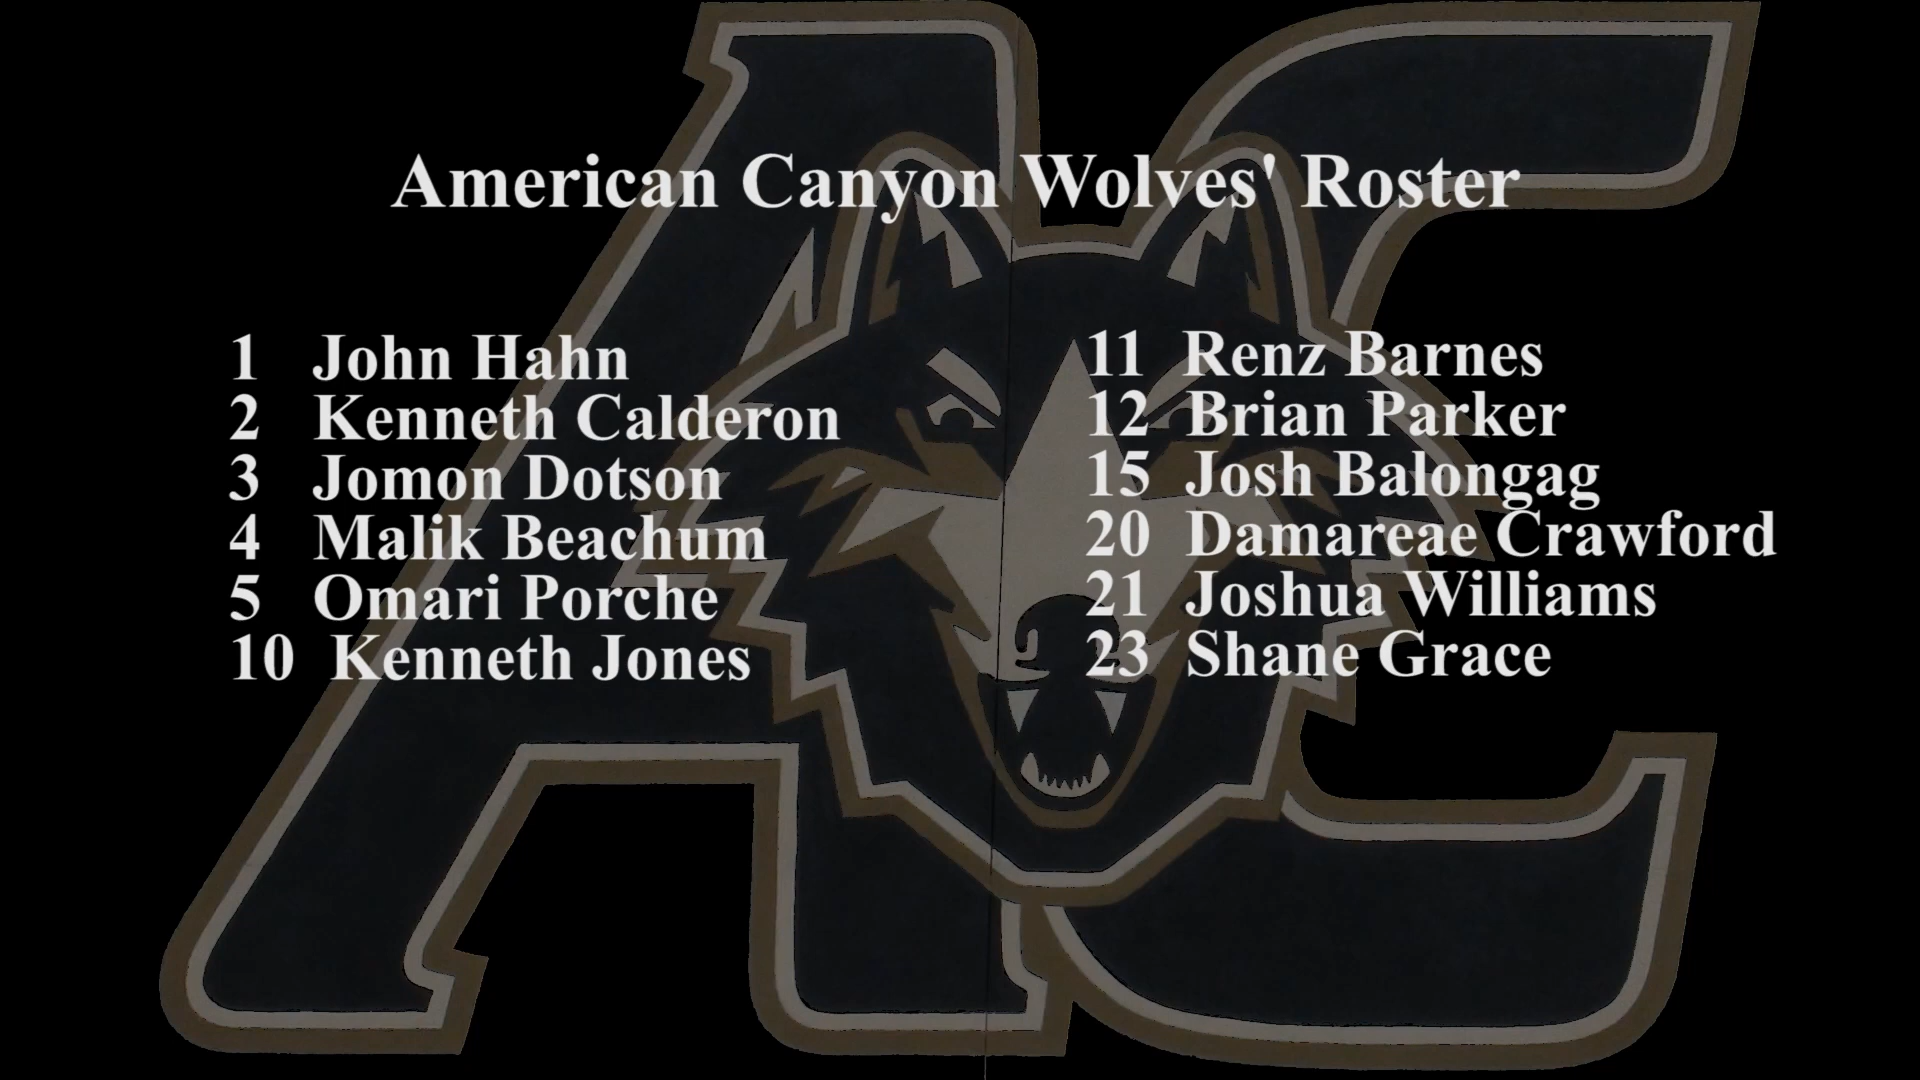 American Canyon Wolves' Roster
1 John Hahn
2 Kenneth Calderon
3 Jomon Dotson
4 Malik Beachum
5 Omari Porche
10 Kenneth Jones
11 Renz Barnes
12 Brian Parker
15 Josh Balongag
20 Damareae Crawford
21 Joshua Williams
23 Shane Grace
AC